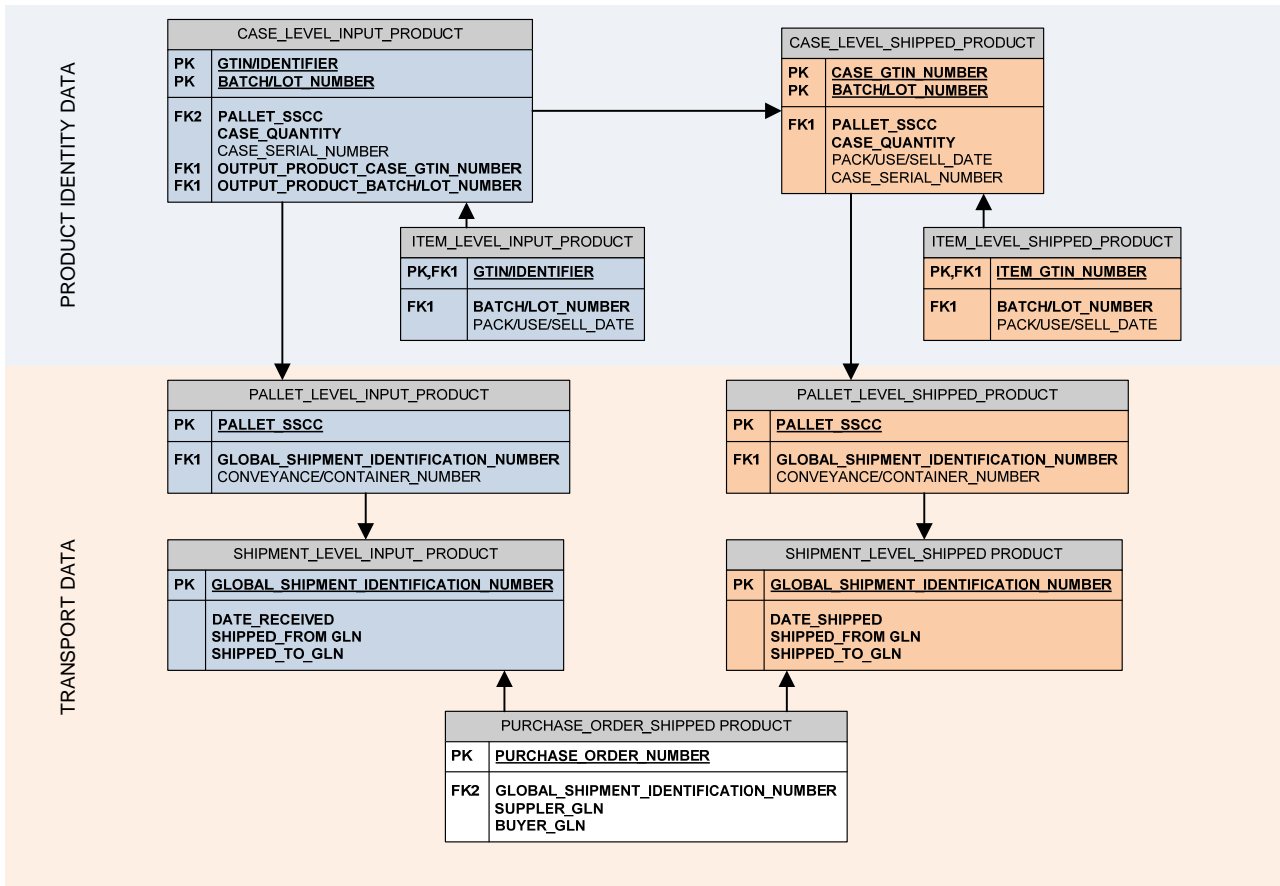 PRODUCT IDENTITY DATA
CASE_LEVEL_INPUT_PRODUCT
PK GTIN/IDENTIFIER
PK BATCH/LOT_NUMBER
FK2 PALLET_SSCC
CASE_QUANTITY
CASE_SERIAL_NUMBER
FK1 OUTPUT_PRODUCT_CASE_GTIN_NUMBER
FK1 OUTPUT_PRODUCT_BATCH/LOT_NUMBER
CASE_LEVEL_SHIPPED_PRODUCT
PK CASE_GTIN_NUMBER
PK BATCH/LOT_NUMBER
FK1 PALLET_SSCC
CASE_QUANTITY
PACK/USE/SELL_DATE
CASE_SERIAL_NUMBER
ITEM_LEVEL_INPUT_PRODUCT
PK,FK1 GTIN/IDENTIFIER
FK1 BATCH/LOT_NUMBER
PACK/USE/SELL_DATE
ITEM_LEVEL_SHIPPED_PRODUCT
PK,FK1 ITEM_GTIN_NUMBER
FK1 BATCH/LOT_NUMBER
PACK/USE/SELL_DATE
TRANSPORT DATA
PALLET_LEVEL_INPUT_PRODUCT
PK PALLET_SSCC
FK1 GLOBAL_SHIPMENT_IDENTIFICATION_NUMBER
CONVEYANCE/CONTAINER_NUMBER
PALLET_LEVEL_SHIPPED_PRODUCT
PK PALLET_SSCC
FK1 GLOBAL_SHIPMENT_IDENTIFICATION_NUMBER
CONVEYANCE/CONTAINER_NUMBER
SHIPMENT_LEVEL_INPUT_ PRODUCT
PK GLOBAL_SHIPMENT_IDENTIFICATION_NUMBER
DATE_RECEIVED
SHIPPED_FROM GLN
SHIPPED_TO_GLN
SHIPMENT_LEVEL_SHIPPED PRODUCT
PK GLOBAL_SHIPMENT_IDENTIFICATION_NUMBER
DATE_SHIPPED
SHIPPED_FROM GLN
SHIPPED_TO_GLN
PURCHASE_ORDER_SHIPPED PRODUCT
PK PURCHASE_ORDER_NUMBER
FK2 GLOBAL_SHIPMENT_IDENTIFICATION_NUMBER
SUPPLER_GLN
BUYER_GLN